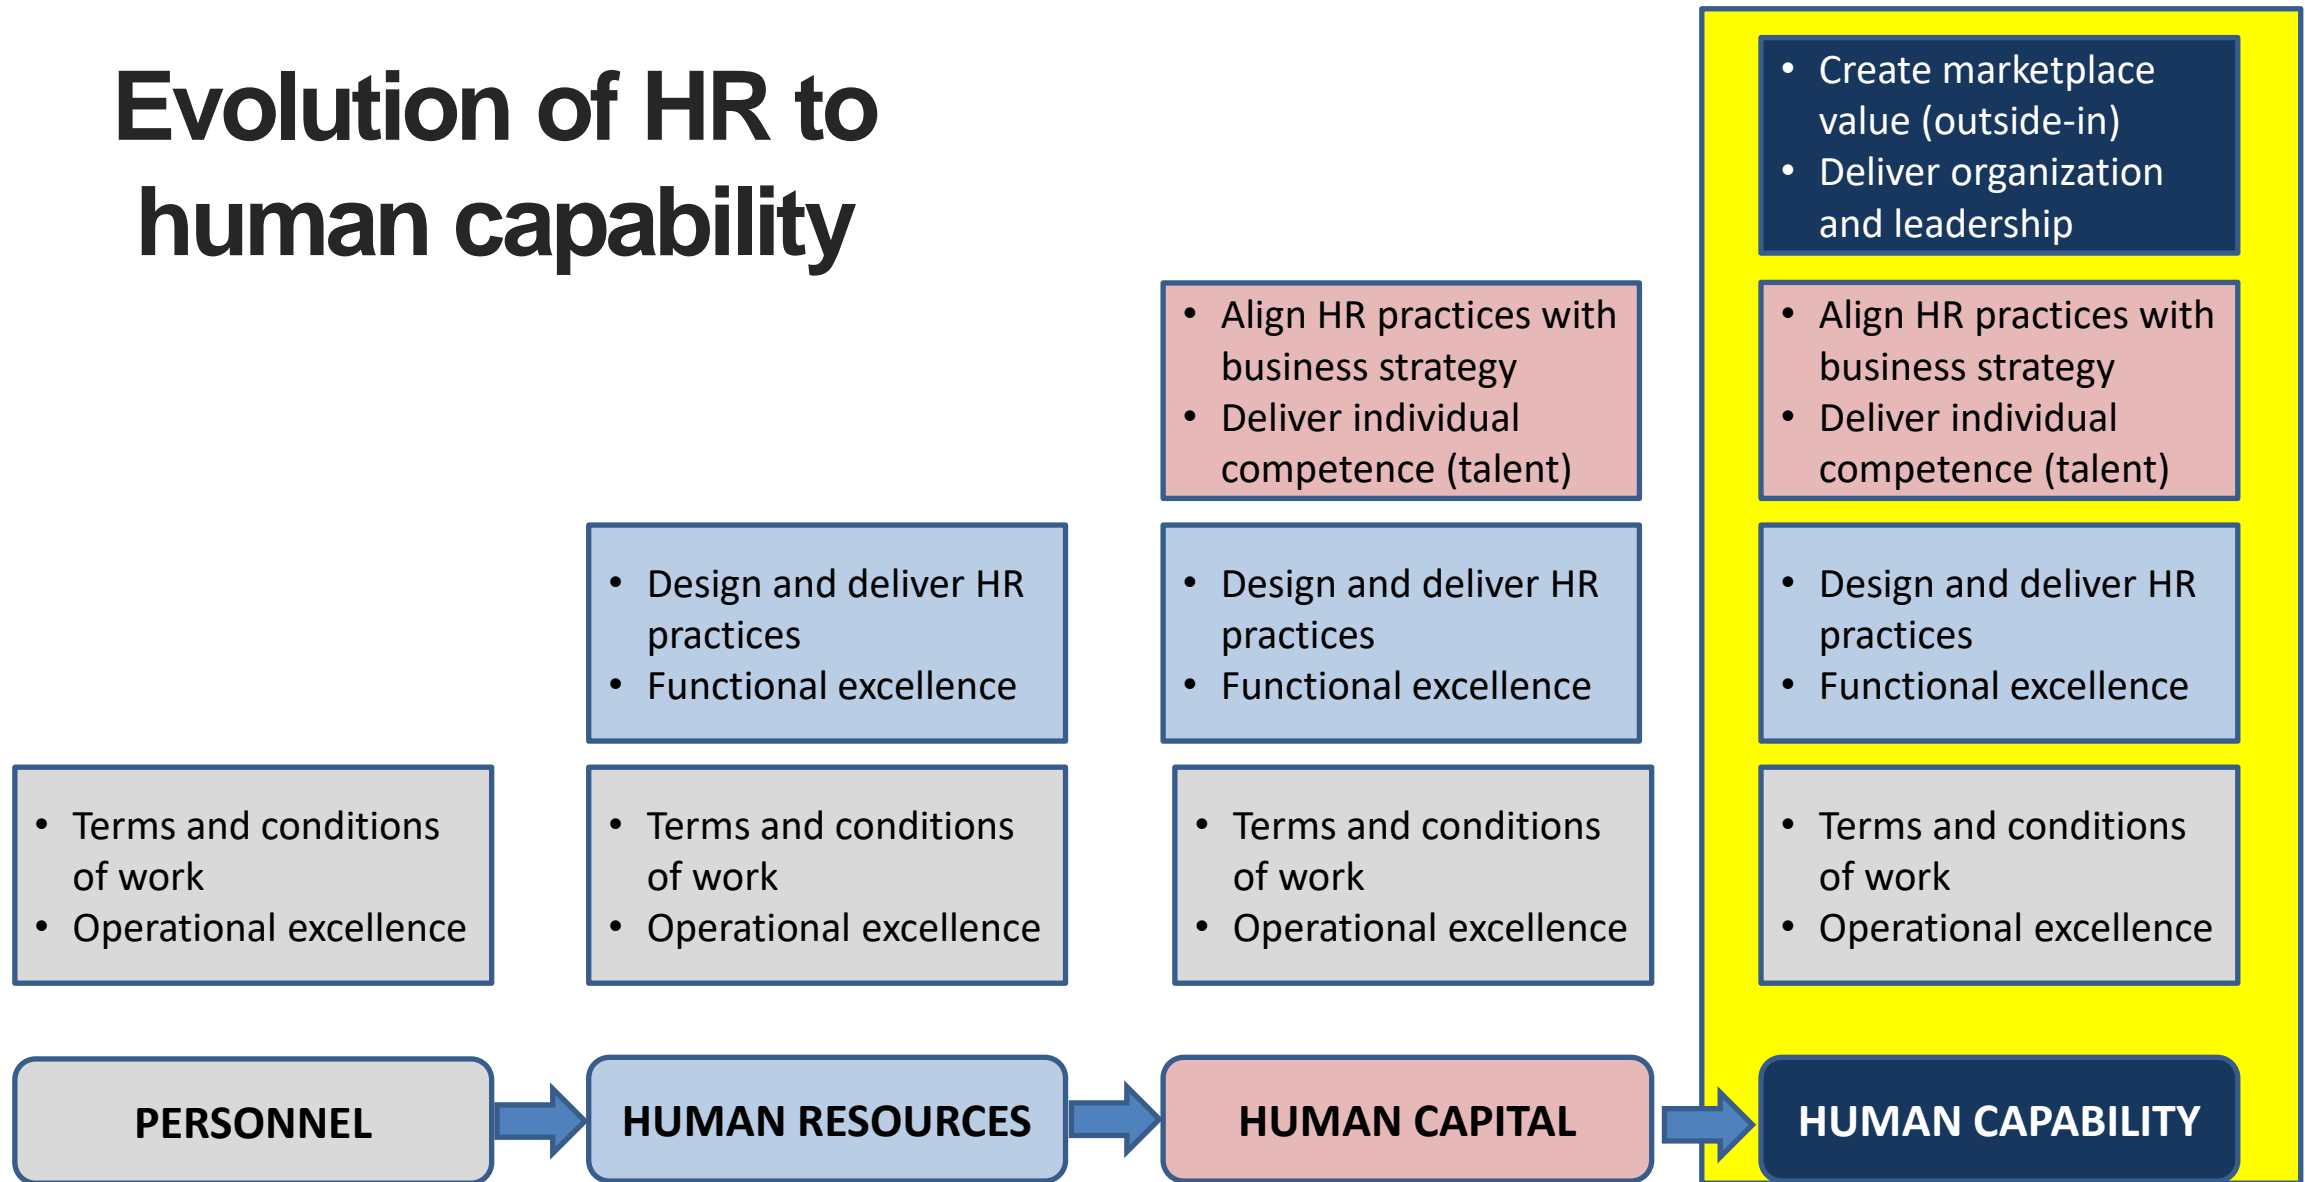 Evolution of HR to
human capability
• Create marketplace
value (outside-in)
• Deliver organization
and leadership
• Align HR practices with
business strategy
• Deliver individual
competence (talent)
• Align HR practices with
business strategy
• Deliver individual
competence (talent)
• Design and deliver HR
practices
• Functional excellence
• Design and deliver HR
practices
• Functional excellence
• Design and deliver HR
practices
• Functional excellence
• Terms and conditions
of work
• Operational excellence
• Terms and conditions
of work
• Operational excellence
• Terms and conditions
of work
• Operational excellence
• Terms and conditions
of work
• Operational excellence
PERSONNEL
HUMAN RESOURCES
HUMAN CAPITAL
HUMAN CAPABILITY